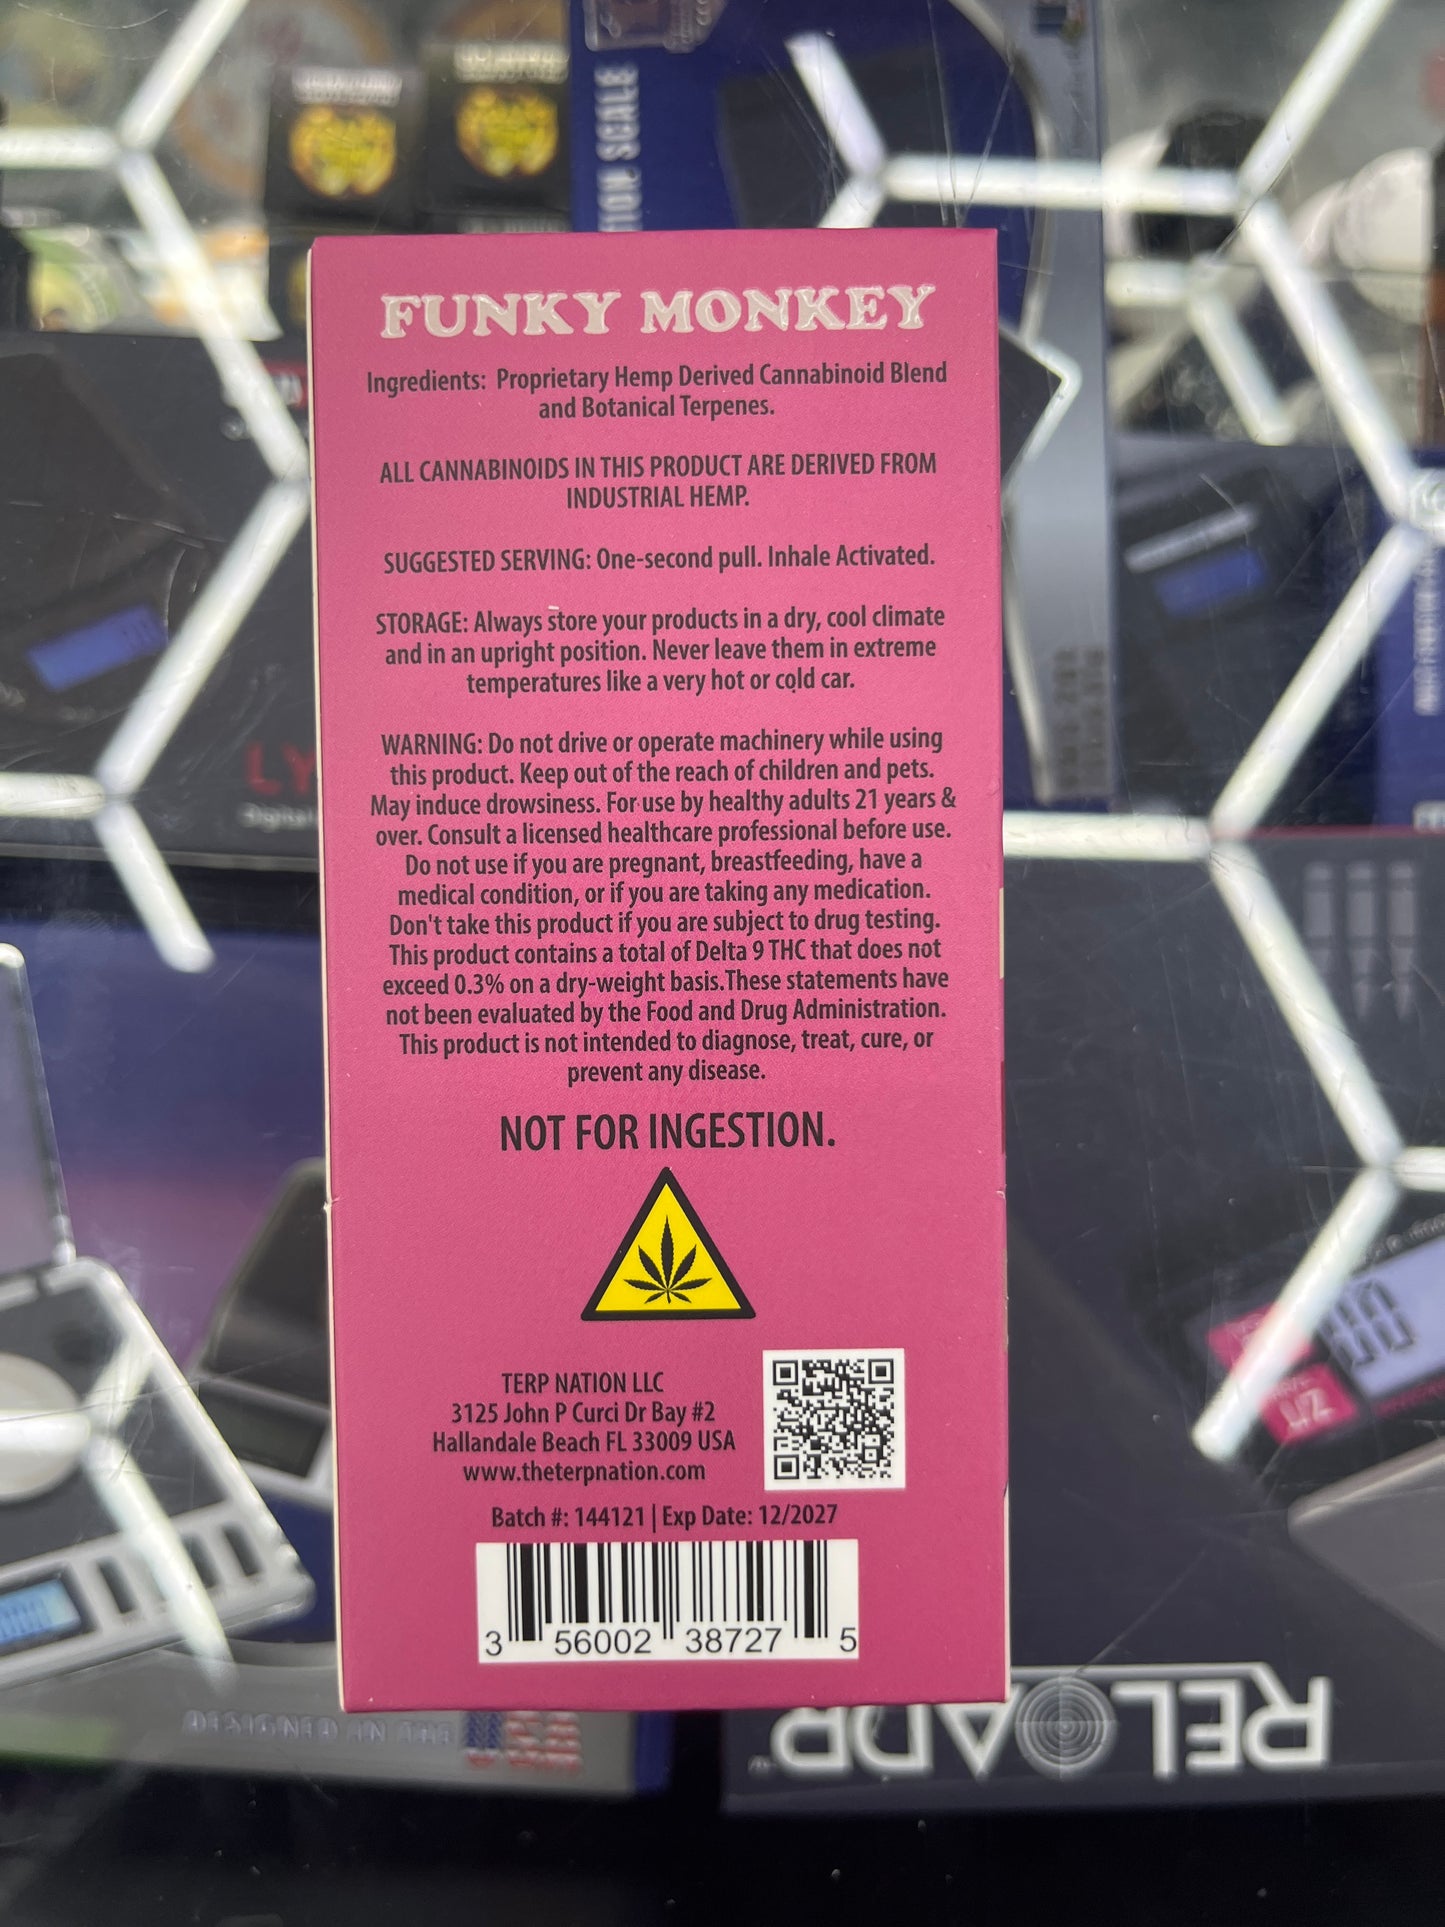 FUNKY MONKEY
Ingredients: Proprietary Hemp Derived Cannabinoid Blend
and Botanical Terpenes.
ALL CANNABINOIDS IN THIS PRODUCT ARE DERIVED FROM
INDUSTRIAL HEMP.
SUGGESTED SERVING: One-second pull. Inhale Activated.
STORAGE: Always store your products in a dry, cool climate
and in an upright position. Never leave them in extreme
temperatures like a very hot or cold car.
WARNING: Do not drive or operate machinery while using
this product. Keep out of the reach of children and pets.
May induce drowsiness. For use by healthy adults 21 years &
over. Consult a licensed healthcare professional before use.
Do not use if you are pregnant, breastfeeding, have a
medical condition, or if you are taking any medication.
Don't take this product if you are subject to drug testing.
This product contains a total of Delta 9 THC that does not
exceed 0.3% on a dry-weight basis.These statements have
not been evaluated by the Food and Drug Administration.
This product is not intended to diagnose, treat, cure, or
prevent any disease.
NOT FOR INGESTION.
TERP NATION LLC
3125 John P Curci Dr Bay #2
Hallandale Beach FL 33009 USA
www.theterpnation.com
Batch #: 144121 | Exp Date: 12/2027
3 56002 38727 5
SCALE
DESIGNED IN THE
RELOADR